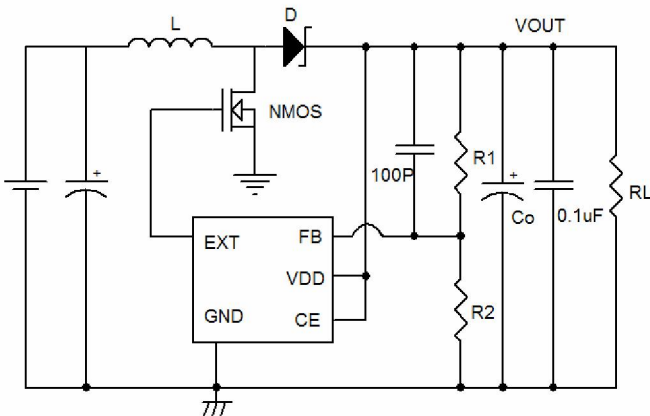 L
D
VOUT
NMOS
+
100P
R1
+
Co
0.1uF
RL
EXT
FB
VDD
GND
CE
R2